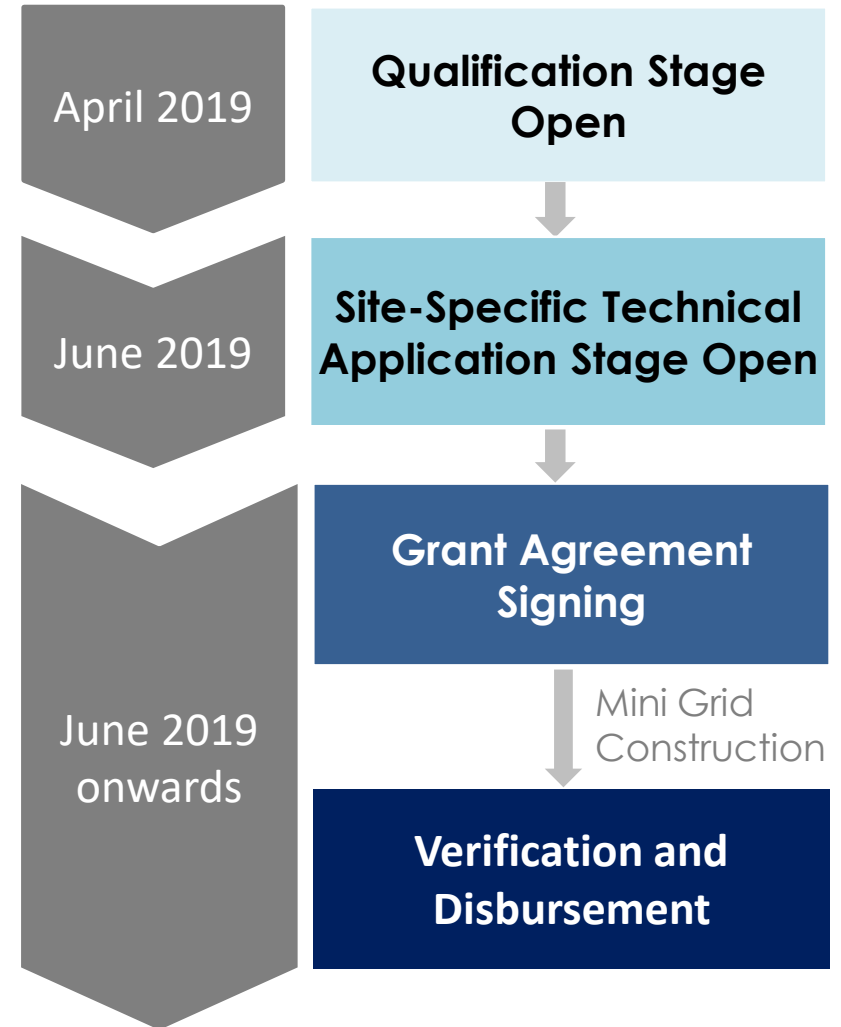 April 2019
Qualification Stage
Open
June 2019
Site-Specific Technical
Application Stage Open
June 2019
onwards
Grant Agreement
Signing
Mini Grid
Construction
Verification and
Disbursement